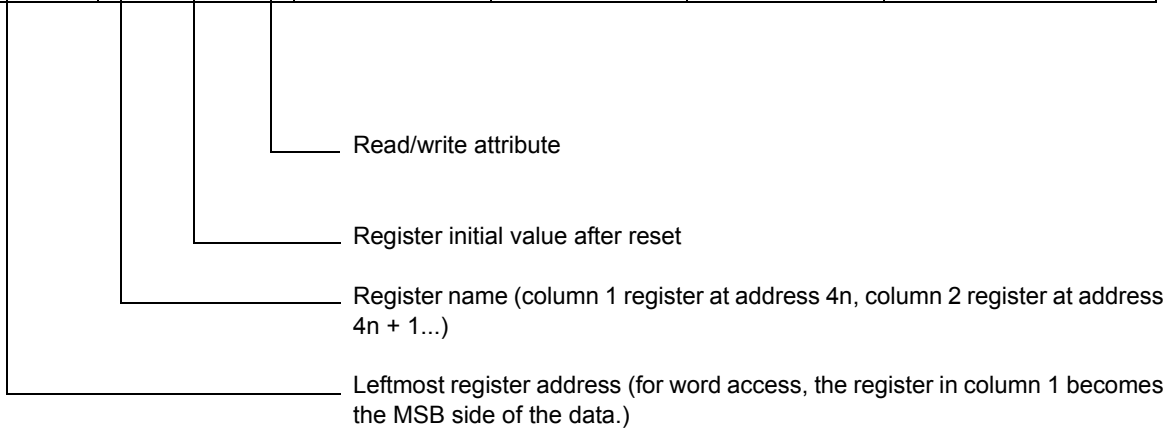 Read/write attribute
Register initial value after reset
Register name (column 1 register at address 4n, column 2 register at address
4n + 1...)
Leftmost register address (for word access, the register in column 1 becomes
the MSB side of the data.)